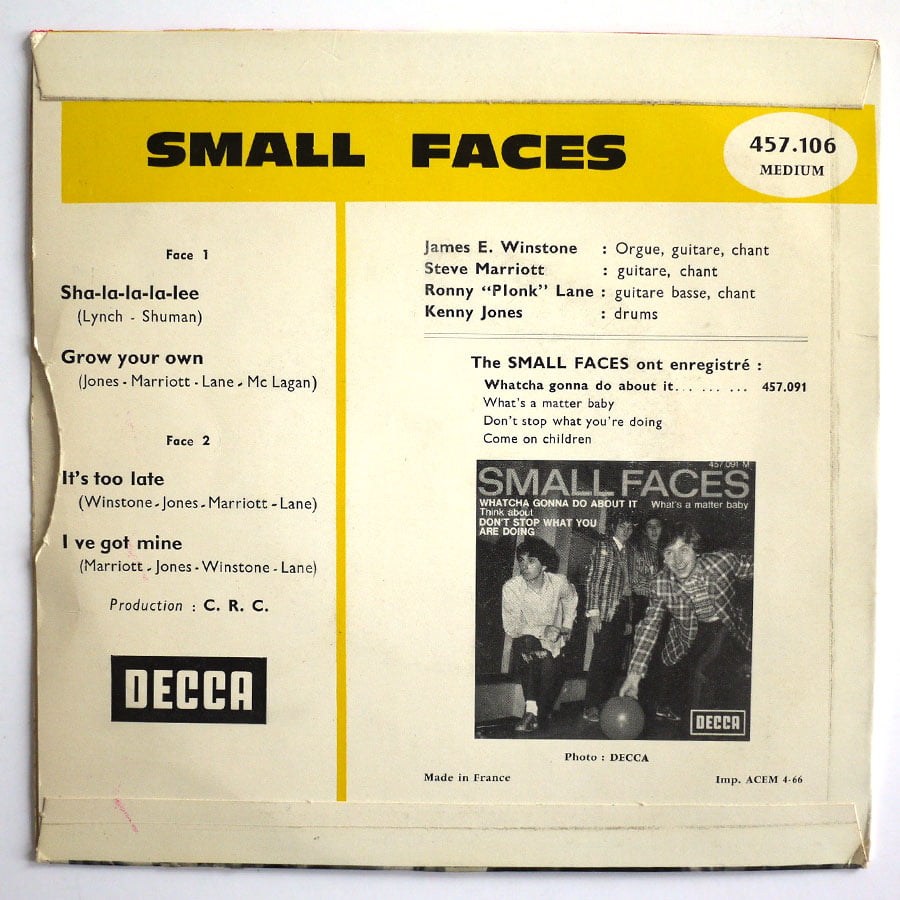 SMALL FACES
457.106
MEDIUM
Face 1
Sha-la-la-la-lee
(Lynch - Shuman)
Grow your own
(Jones - Marriott - Lane - Mc Lagan)
Face 2
It's too late
(Winstone - Jones - Marriott - Lane)
I ve got mine
(Marriott - Jones - Winstone - Lane)
Production : C. R. C.
DECCA
James E. Winstone : Orgue, guitare, chant
Steve Marriott : guitare, chant
Ronny "Plonk" Lane : guitare basse, chant
Kenny Jones : drums
The SMALL FACES ont enregistré :
Whatcha gonna do about it... ... ... 457.091
What's a matter baby
Don't stop what you're doing
Come on children
457.091 M
SMALL FACES
WHATCHA GONNA DO ABOUT IT What's a matter baby
Think about
DON'T STOP WHAT YOU
ARE DOING
DECCA
Photo : DECCA
Made in France Imp. ACEM 4-66